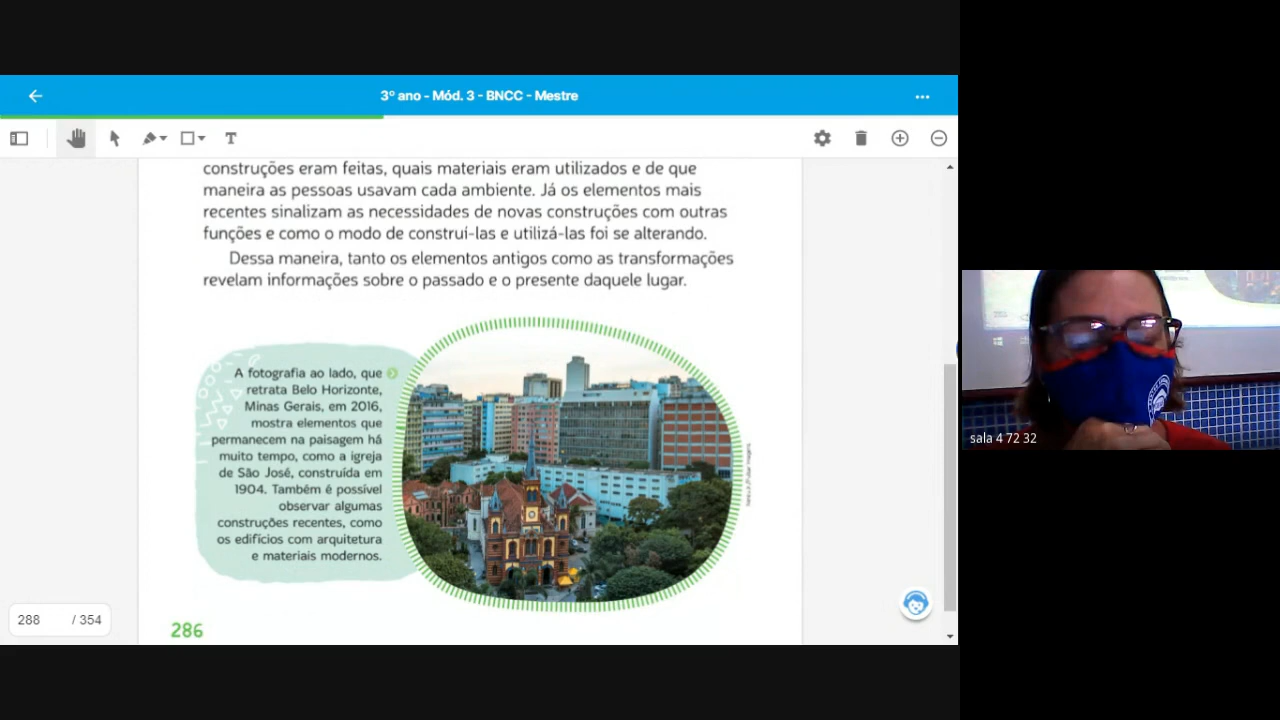 3º ano - Mód. 3 - BNCC - Mestre
T
construções eram feitas, quais materiais eram utilizados e de que
maneira as pessoas usavam cada ambiente. Já os elementos mais
recentes sinalizam as necessidades de novas construções com outras
funções e como o modo de construí-las e utilizá-las foi se alterando.
Dessa maneira, tanto os elementos antigos como as transformações
revelam informações sobre o passado e o presente daquele lugar.
A fotografia ao lado, que
retrata Belo Horizonte,
Minas Gerais, em 2016,
mostra elementos que
permanecem na paisagem há
muito tempo, como a igreja
de São José, construída em
1904. Também é possível
observar algumas
construções recentes, como
os edifícios com arquitetura
e materiais modernos.
286
288 / 354
sala 4 72 32